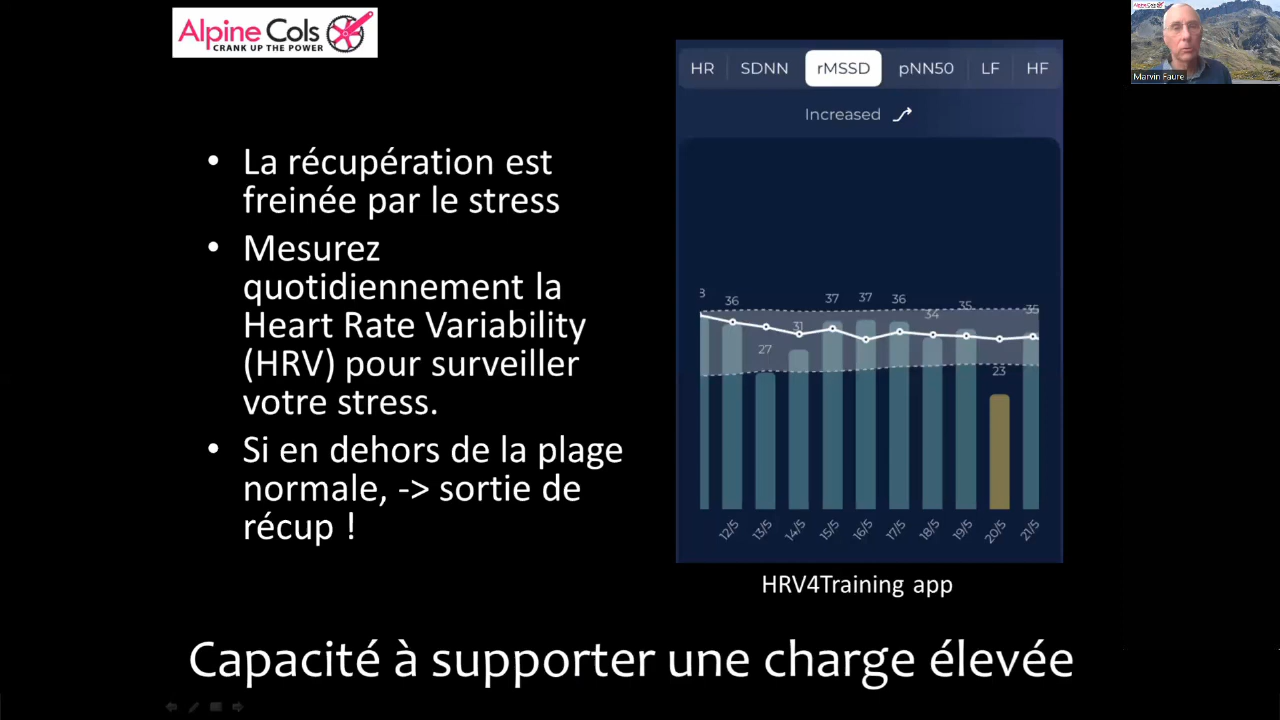 Alpine Cols
CRANK UP THE POWER
Alpine Cols
Marvin Faure
• La récupération est
freinée par le stress
• Mesurez
quotidiennement la
Heart Rate Variability
(HRV) pour surveiller
votre stress.
• Si en dehors de la plage
normale, -> sortie de
récup !
HR SDNN rMSSD pNN50 LF HF
Increased
8 36 27 31 37 37 36 34 35 23 35
12/5 13/5 14/5 15/5 16/5 17/5 18/5 19/5 20/5 21/5
HRV4Training app
Capacité à supporter une charge élevée